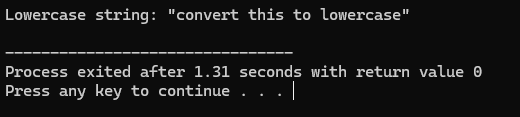 Lowercase string: "convert this to lowercase"
--------------------------------
Process exited after 1.31 seconds with return value 0
Press any key to continue . . .